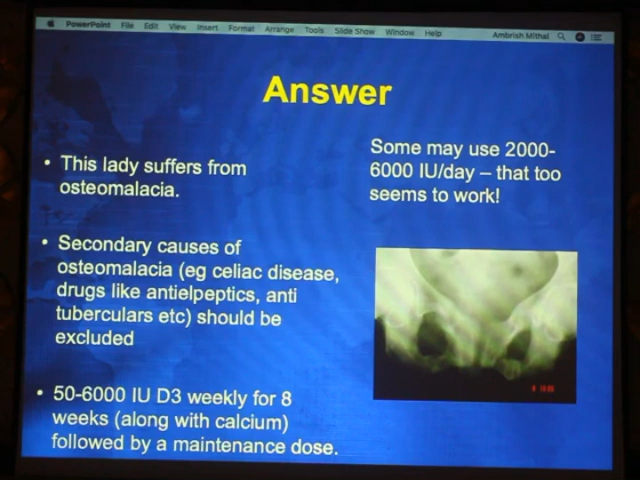 PowerPoint File Edit View Insert Format Arrange Tools Slide Show Window Help Ambrish Mithal
Answer
• This lady suffers from
osteomalacia.
• Secondary causes of
osteomalacia (eg celiac disease,
drugs like antielpeptics, anti
tuberculars etc) should be
excluded
• 50-6000 IU D3 weekly for 8
weeks (along with calcium)
followed by a maintenance dose.
Some may use 2000-
6000 IU/day – that too
seems to work!